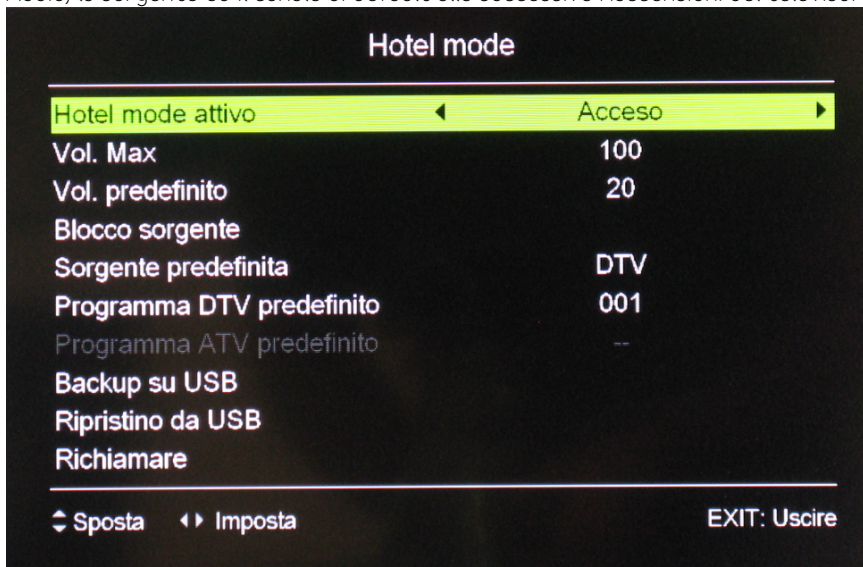 Hotel mode
Hotel mode attivo Acceso
Vol. Max 100
Vol. predefinito 20
Blocco sorgente
Sorgente predefinita DTV
Programma DTV predefinito 001
Programma ATV predefinito --
Backup su USB
Ripristino da USB
Richiamare
Sposta Imposta EXIT: Uscire